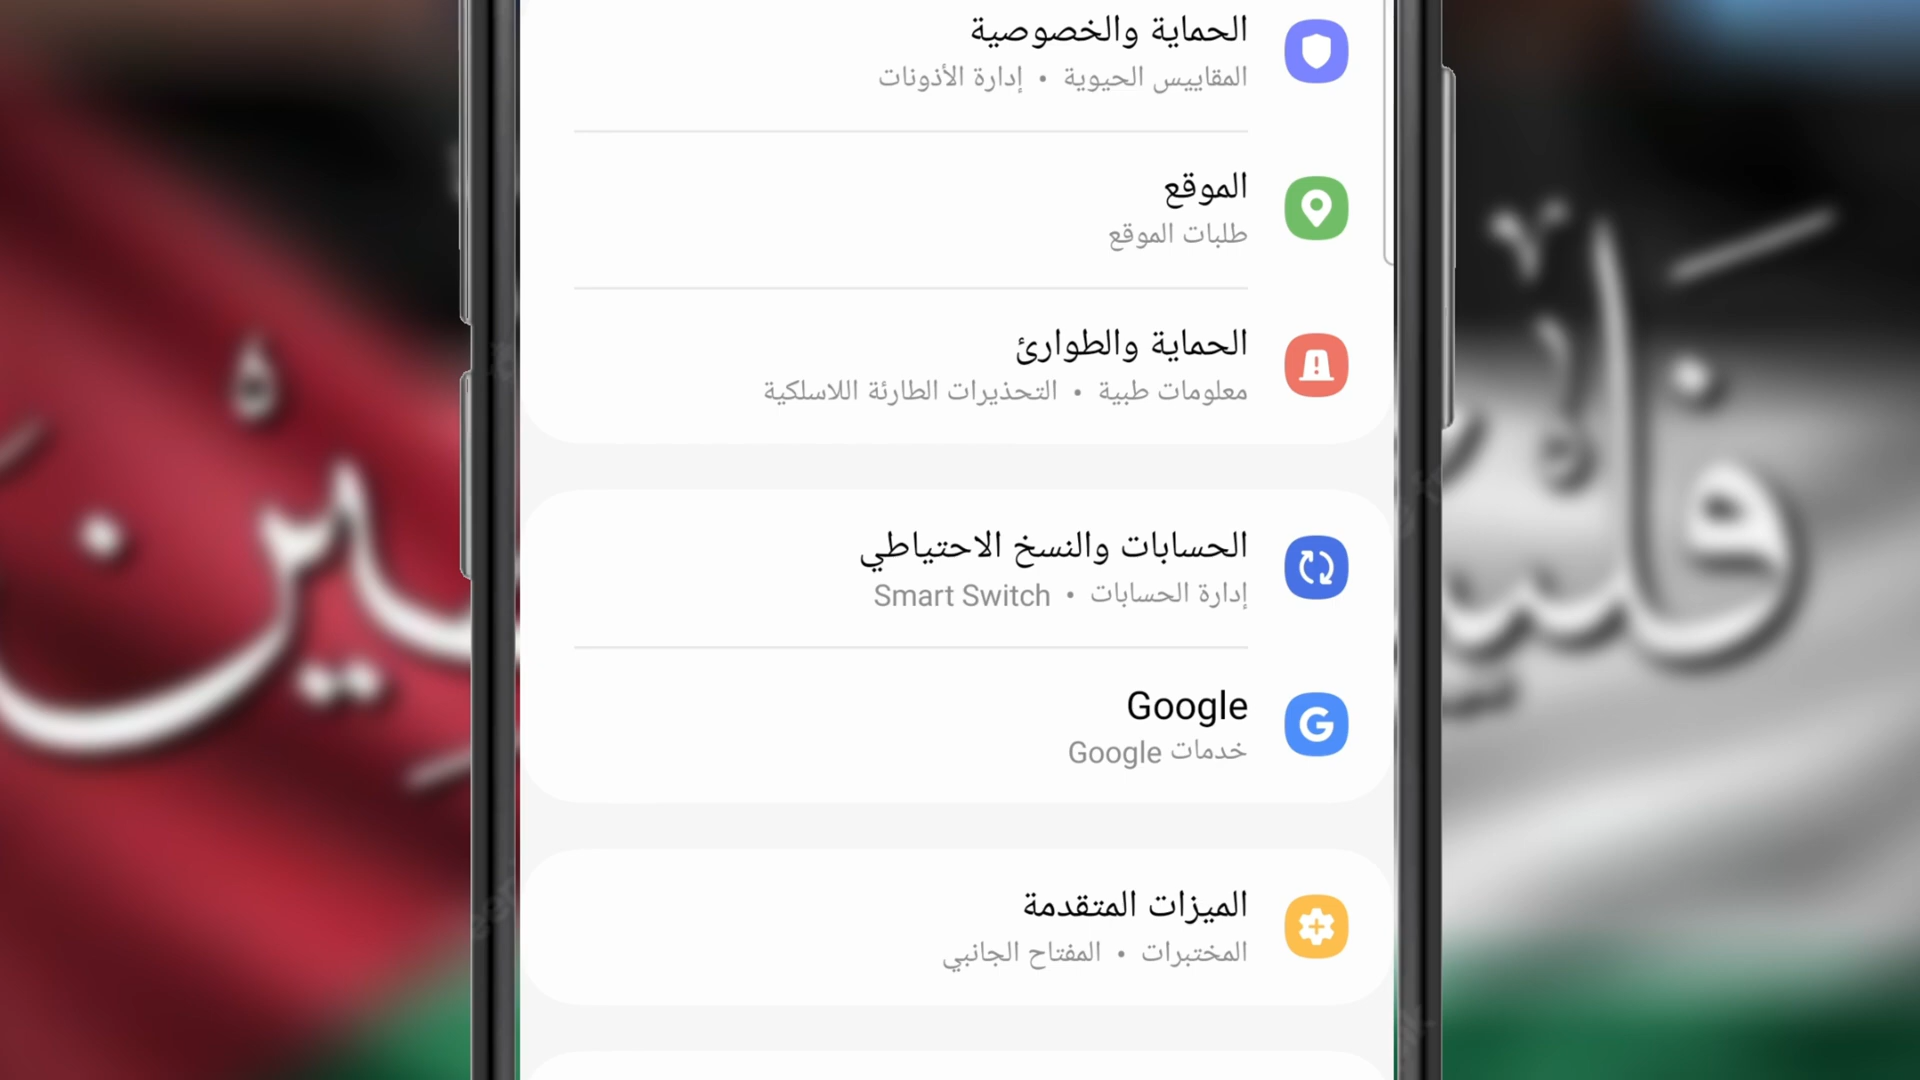 الحماية والخصوصية
المقاييس الحيوية • إدارة الأذونات
الموقع
طلبات الموقع
الحماية والطوارئ
معلومات طبية • التحذيرات الطارئة اللاسلكية
الحسابات والنسخ الاحتياطي
إدارة الحسابات • Smart Switch
Google
خدمات Google
الميزات المتقدمة
المختبرات • المفتاح الجانبي